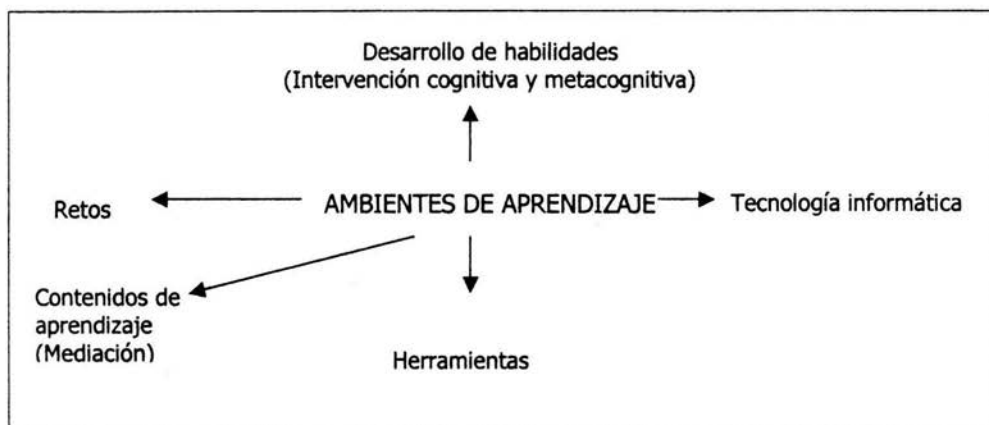 Desarrollo de habilidades
(Intervención cognitiva y metacognitiva)
Retos
AMBIENTES DE APRENDIZAJE
Tecnología informática
Contenidos de
aprendizaje
(Mediación)
Herramientas